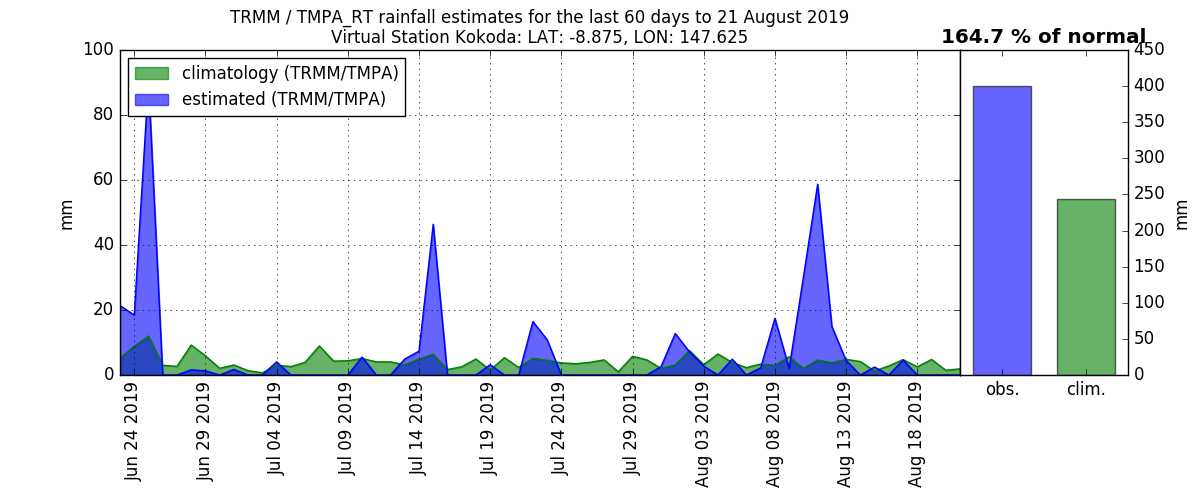 TRMM / TMPA_RT rainfall estimates for the last 60 days to 21 August 2019
Virtual Station Kokoda: LAT: -8.875, LON: 147.625
164.7 % of normal
climatology (TRMM/TMPA)
estimated (TRMM/TMPA)
100
80
60
40
20
0
mm
Jun 24 2019
Jun 29 2019
Jul 04 2019
Jul 09 2019
Jul 14 2019
Jul 19 2019
Jul 24 2019
Jul 29 2019
Aug 03 2019
Aug 08 2019
Aug 13 2019
Aug 18 2019
450
400
350
300
250
200
150
100
50
0
mm
obs.
clim.